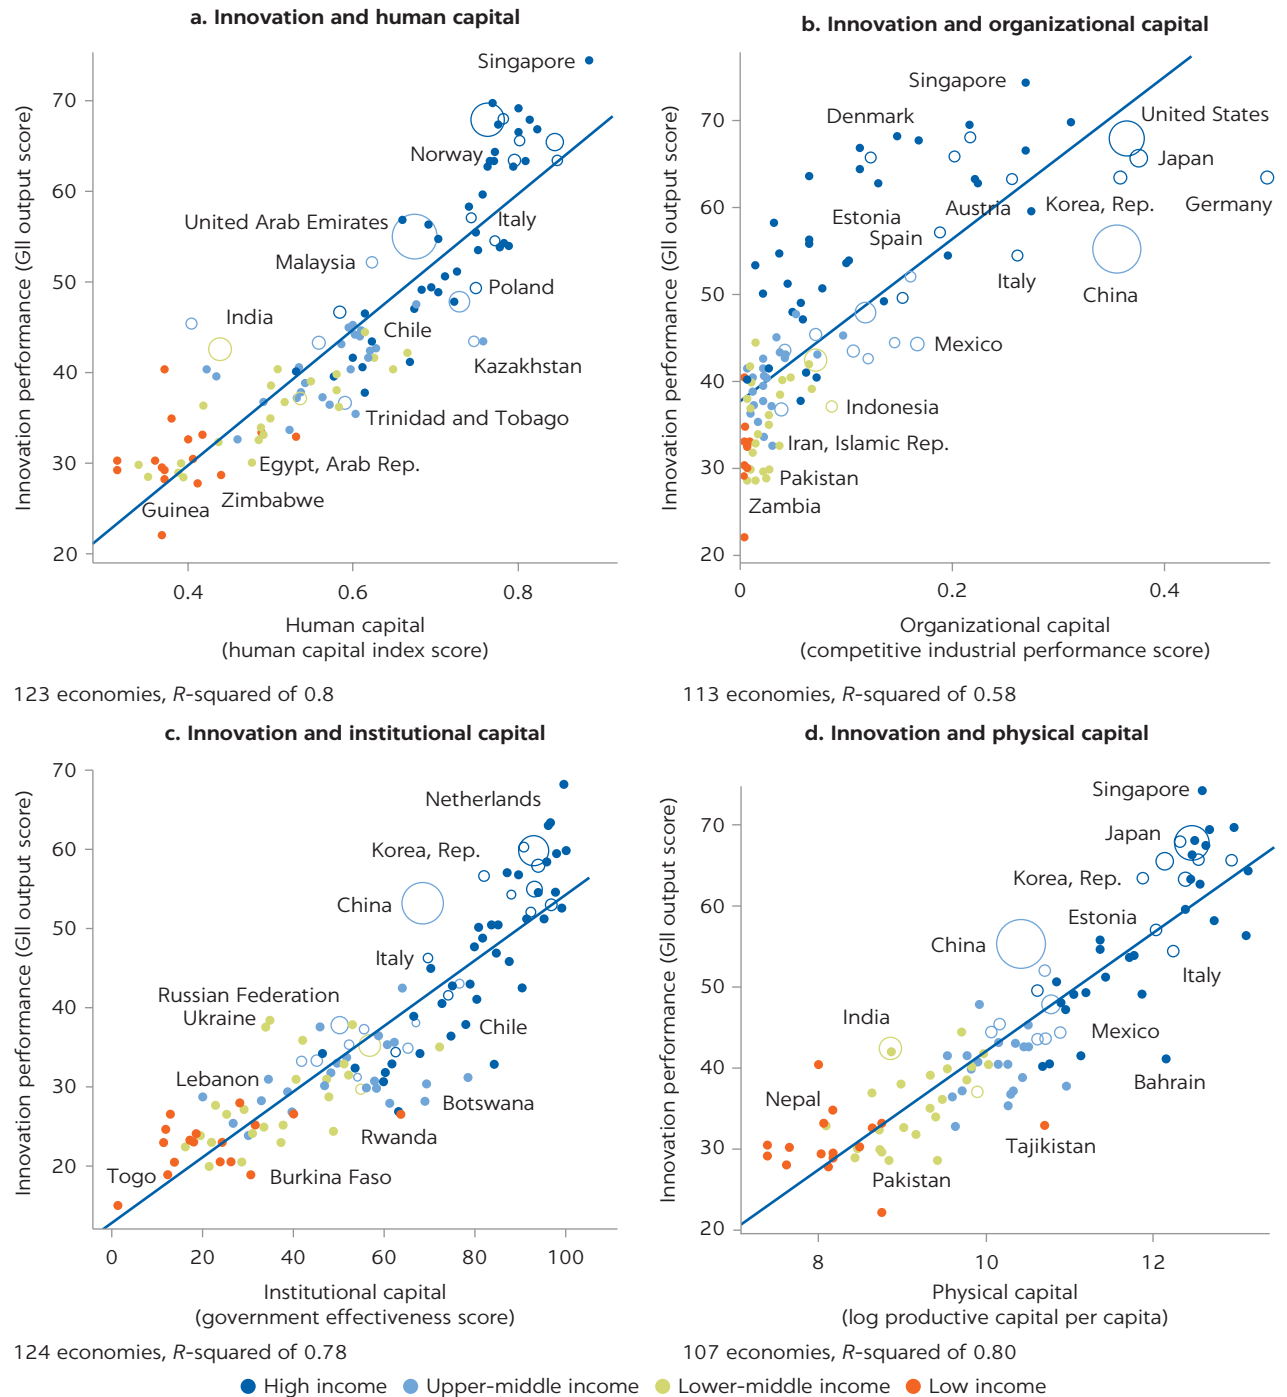 a. Innovation and human capital
Innovation performance (GII output score)
70
60
50
40
30
20
Singapore
Norway
United Arab Emirates
Italy
Malaysia
Poland
India
Chile
Kazakhstan
Trinidad and Tobago
Egypt, Arab Rep.
Zimbabwe
Guinea
0.4
0.6
0.8
Human capital
(human capital index score)
123 economies, R-squared of 0.8
b. Innovation and organizational capital
Innovation performance (GII output score)
70
60
50
40
30
20
Singapore
Denmark
United States
Japan
Austria
Korea, Rep.
Germany
Estonia
Spain
Italy
China
Mexico
Indonesia
Iran, Islamic Rep.
Pakistan
Zambia
0
0.2
0.4
Organizational capital
(competitive industrial performance score)
113 economies, R-squared of 0.58
c. Innovation and institutional capital
Innovation performance (GII output score)
70
60
50
40
30
20
Netherlands
Korea, Rep.
China
Italy
Russian Federation
Ukraine
Chile
Lebanon
Botswana
Rwanda
Togo
Burkina Faso
0
20
40
60
80
100
Institutional capital
(government effectiveness score)
124 economies, R-squared of 0.78
d. Innovation and physical capital
Innovation performance (GII output score)
70
60
50
40
30
20
Singapore
Japan
Korea, Rep.
Estonia
China
Italy
India
Mexico
Bahrain
Nepal
Tajikistan
Pakistan
8
10
12
Physical capital
(log productive capital per capita)
107 economies, R-squared of 0.80
High income
Upper-middle income
Lower-middle income
Low income